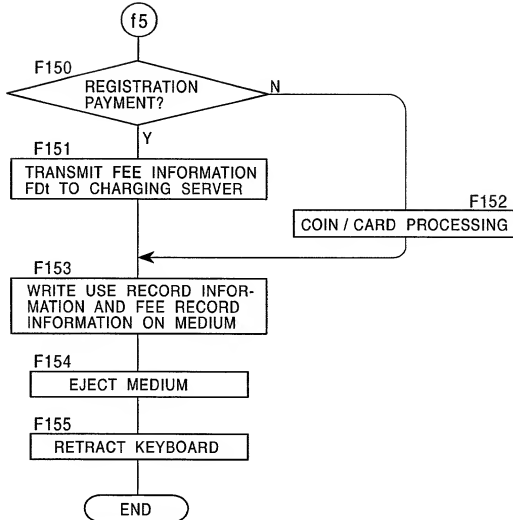 f5
F150
REGISTRATION
PAYMENT?
N
Y
F151
TRANSMIT FEE INFORMATION
FDt TO CHARGING SERVER
F152
COIN / CARD PROCESSING
F153
WRITE USE RECORD INFOR-
MATION AND FEE RECORD
INFORMATION ON MEDIUM
F154
EJECT MEDIUM
F155
RETRACT KEYBOARD
END